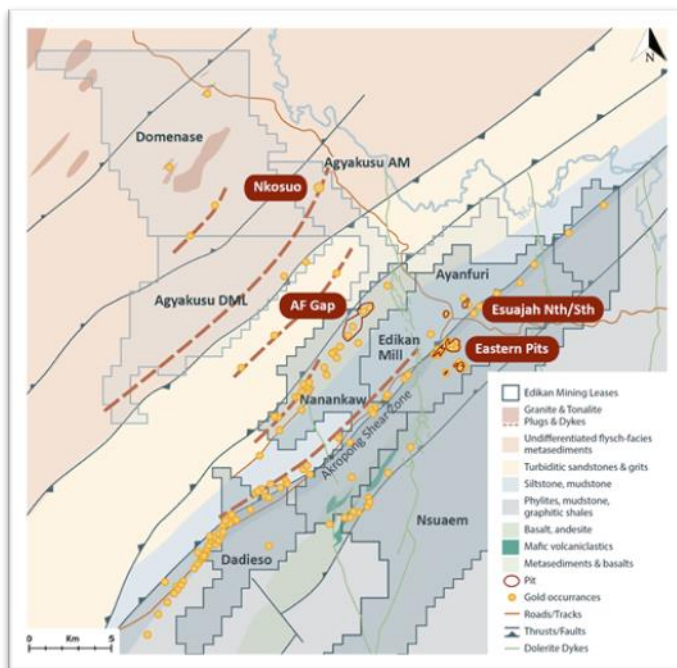 N
Domenase
Agyakusu AM
Nkosuo
Agyakusu DML
Ayanfuri
AF Gap
Esuajah Nth/Sth
Edikan
Mill
Eastern Pits
Nanankaw
Akropong Shear Zone
Nsuaem
Dadieso
Km
0
5
Edikan Mining Leases
Granite & Tonalite
Plugs & Dykes
Undifferentiated flysch-facies
metasediments
Turbiditic sandstones & grits
Siltstone, mudstone
Phylites, mudstone,
graphitic shales
Basalt, andesite
Mafic volcaniclastics
Metasediments & basalts
Pit
Gold occurrances
Roads/Tracks
Thrusts/Faults
Dolerite Dykes